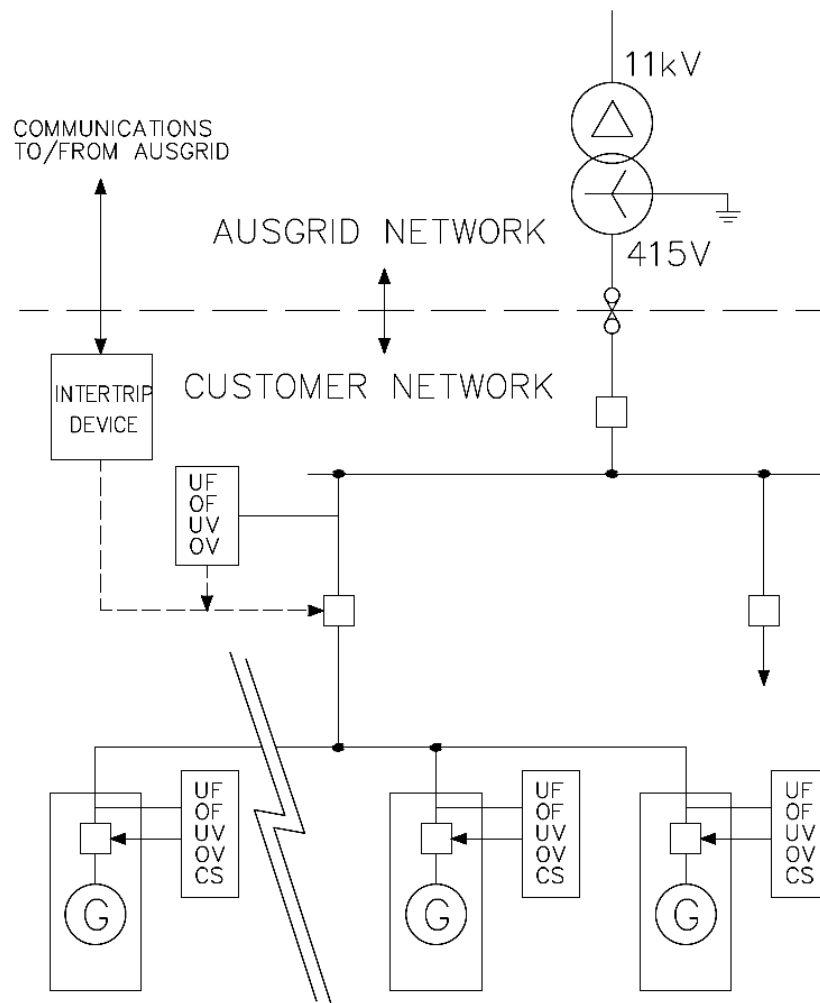 11kV
COMMUNICATIONS
TO/FROM AUSGRID
AUSGRID NETWORK
415V
CUSTOMER NETWORK
INTERTRIP
DEVICE
UF
OF
UV
OV
UF
OF
UV
OV
CS
G
UF
OF
UV
OV
CS
G
UF
OF
UV
OV
CS
G